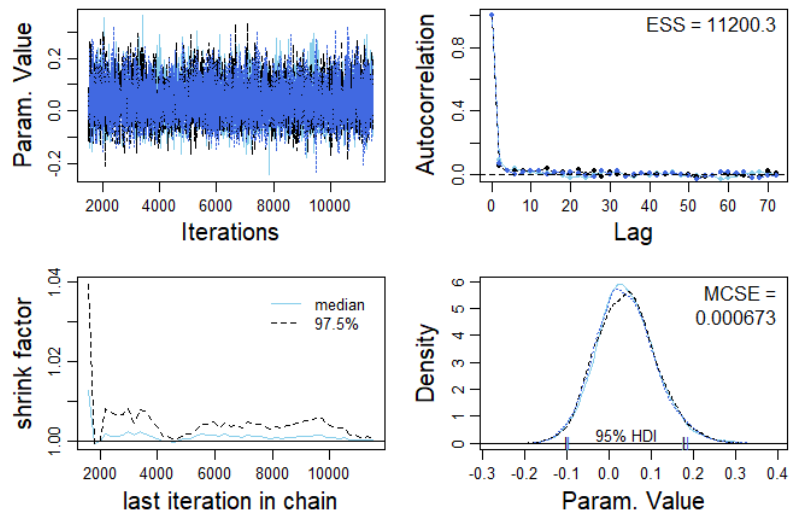 Param. Value
-0.2 0.0 0.2
2000 4000 6000 8000 10000
Iterations
Autocorrelation
0.0 0.4 0.8
ESS = 11200.3
0 10 20 30 40 50 60 70
Lag
shrink factor
1.00 1.02 1.04
median
97.5%
2000 4000 6000 8000 10000
last iteration in chain
Density
0 1 2 3 4 5 6
MCSE =
0.000673
95% HDI
-0.3 -0.2 -0.1 0.0 0.1 0.2 0.3 0.4
Param. Value